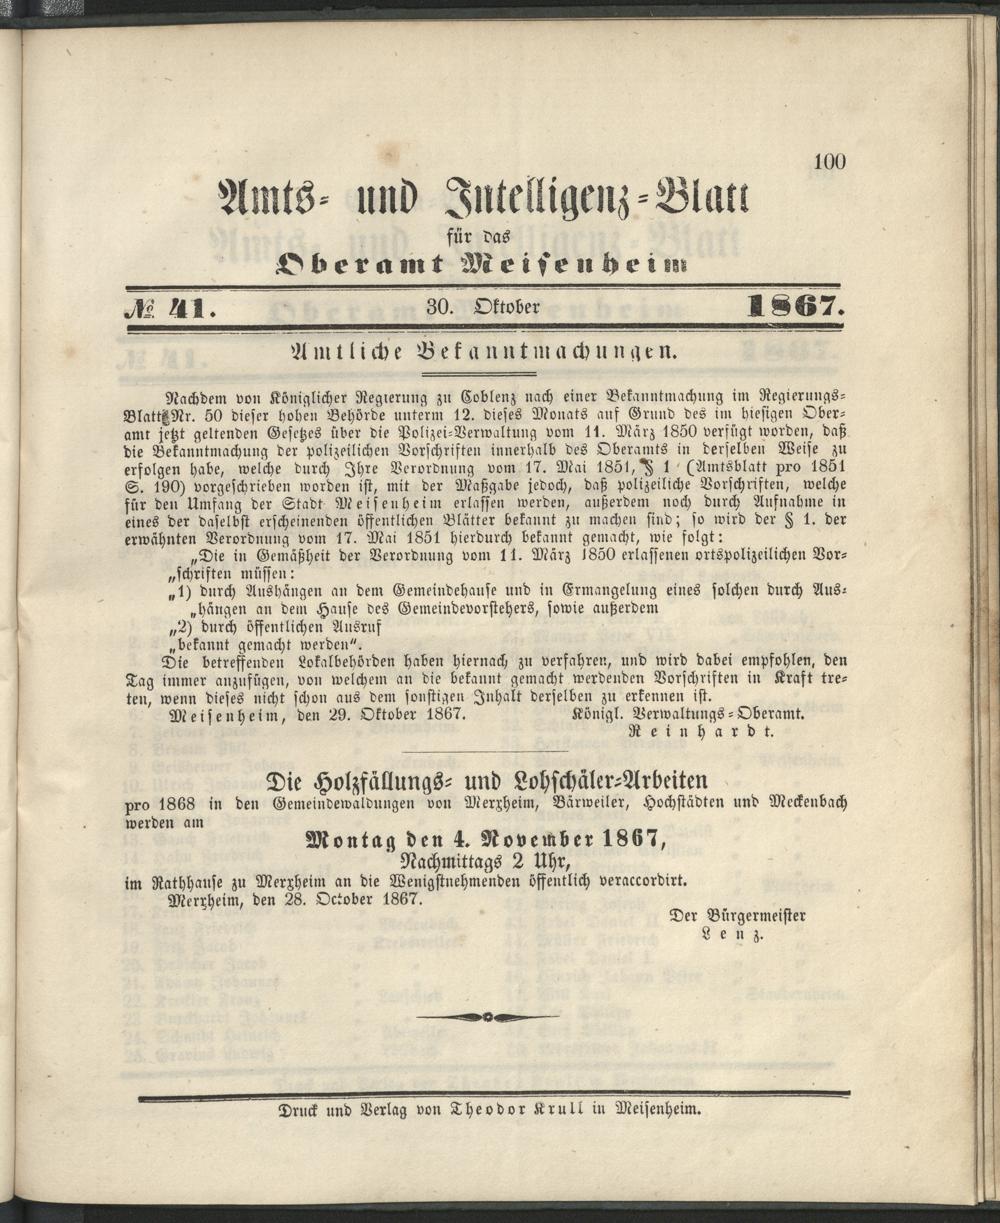 100
Amts- und Intelligenz-Blatt
für das
Oberamt Meisenheim
№ 41. 30. Oktober 1867.
Amtliche Bekanntmachungen.
Nachdem von Königlicher Regierung zu Coblenz nach einer Bekanntmachung im Regierungs-
Blatt Nr. 50 dieser hohen Behörde unterm 12. dieses Monats auf Grund des im hiesigen Ober-
amt jetzt geltenden Gesetzes über die Polizei-Verwaltung vom 11. März 1850 verfügt worden, daß
die Bekanntmachung der polizeilichen Vorschriften innerhalb des Oberamts in derselben Weise zu
erfolgen habe, welche durch Ihre Verordnung vom 17. Mai 1851, § 1 (Amtsblatt pro 1851
S. 190) vorgeschrieben worden ist, mit der Maßgabe jedoch, daß polizeiliche Vorschriften, welche
für den Umfang der Stadt Meisenheim erlassen werden, außerdem noch durch Aufnahme in
eines der daselbst erscheinenden öffentlichen Blätter bekannt zu machen sind; so wird der § 1. der
erwähnten Verordnung vom 17. Mai 1851 hierdurch bekannt gemacht, wie folgt:
„Die in Gemäßheit der Verordnung vom 11. März 1850 erlassenen ortspolizeilichen Vor-
„schriften müssen:
„1) durch Aushängen an dem Gemeindehause und in Ermangelung eines solchen durch Aus-
„hängen an dem Hause des Gemeindevorstehers, sowie außerdem
„2) durch öffentlichen Ausruf
„bekannt gemacht werden“.
Die betreffenden Lokalbehörden haben hiernach zu verfahren, und wird dabei empfohlen, den
Tag immer anzufügen, von welchem an die bekannt gemacht werdenden Vorschriften in Kraft tre-
ten, wenn dieses nicht schon aus dem sonstigen Inhalt derselben zu erkennen ist.
Meisenheim, den 29. Oktober 1867. Königl. Verwaltungs-Oberamt.
Reinhardt.
Die Holzfällungs- und Lohschäler-Arbeiten
pro 1868 in den Gemeindewaldungen von Merxheim, Bärweiler, Hochstädten und Meckenbach
werden am
Montag den 4. November 1867,
Nachmittags 2 Uhr,
im Rathhause zu Merxheim an die Wenigstnehmenden öffentlich veraccordirt.
Merxheim, den 28. October 1867.
Der Bürgermeister
Lenz.
Druck und Verlag von Theodor Krull in Meisenheim.